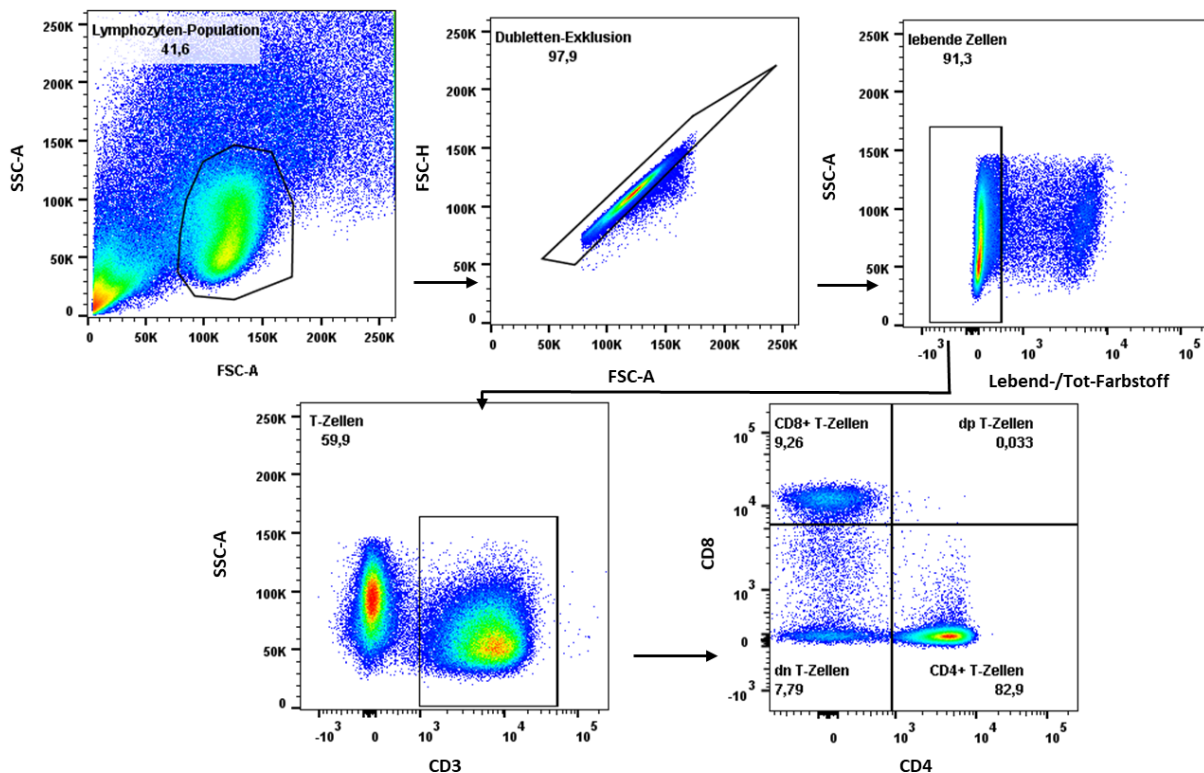 Lymphozyten-Population
41,6
SSC-A
250K
200K
150K
100K
50K
0
0 50K 100K 150K 200K 250K
FSC-A
Dubletten-Exklusion
97,9
FSC-H
250K
200K
150K
100K
50K
0
0 50K 100K 150K 200K 250K
FSC-A
lebende Zellen
91,3
SSC-A
250K
200K
150K
100K
50K
0
-10³ 0 10³ 10⁴ 10⁵
Lebend-/Tot-Farbstoff
T-Zellen
59,9
SSC-A
250K
200K
150K
100K
50K
0
-10³ 0 10³ 10⁴ 10⁵
CD3
CD8+ T-Zellen
9,26
dp T-Zellen
0,033
CD8
10⁵
10⁴
10³
0
-10³
dn T-Zellen
7,79
CD4+ T-Zellen
82,9
0 10³ 10⁴ 10⁵
CD4